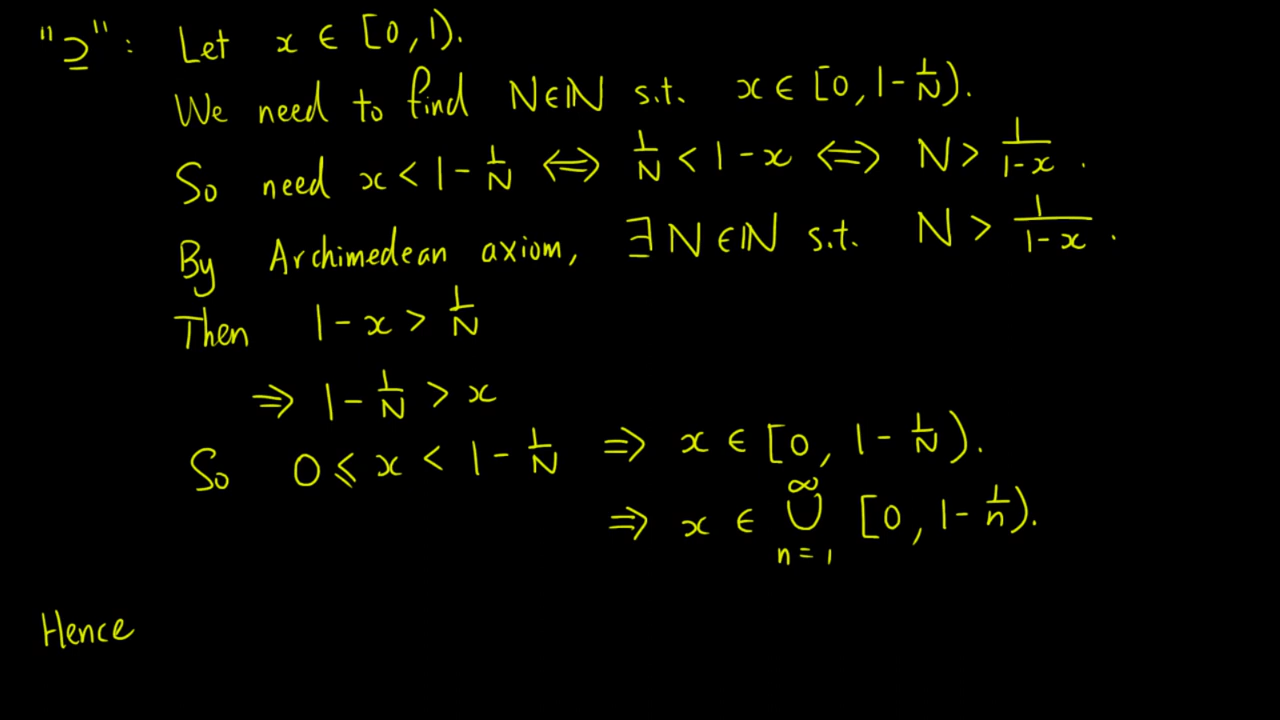 "⊇": Let x ∈ [0, 1).
We need to find N∈ℕ s.t. x ∈ [0, 1 - 1/N).
So need x < 1 - 1/N ⟺ 1/N < 1 - x ⟺ N > 1/(1-x).
By Archimedean axiom, ∃ N ∈ ℕ s.t. N > 1/(1-x).
Then 1 - x > 1/N
⇒ 1 - 1/N > x
So 0 ≤ x < 1 - 1/N ⇒ x ∈ [0, 1 - 1/N).
⇒ x ∈ ⋃_{n=1}^{∞} [0, 1 - 1/n).
Hence